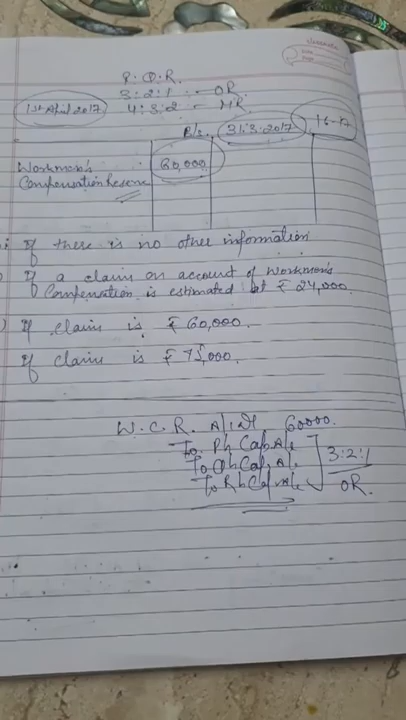 P. Q. R.
3:2:1 - OR
1st April 2017 4:3:2 - NR
B/S. 31.3.2017 16-17
Workmen's 60,000
Compensation Reserve
If there is no other information
If a claim on account of Workmen's
Compensation is estimated at ₹ 24,000.
If claim is ₹ 60,000.
If claim is ₹ 75,000.
W.C.R. A/c Dr 60000.
To P's Cap. A/c
To Q's Cap. A/c 3:2:1
To R's Cap. A/c OR.